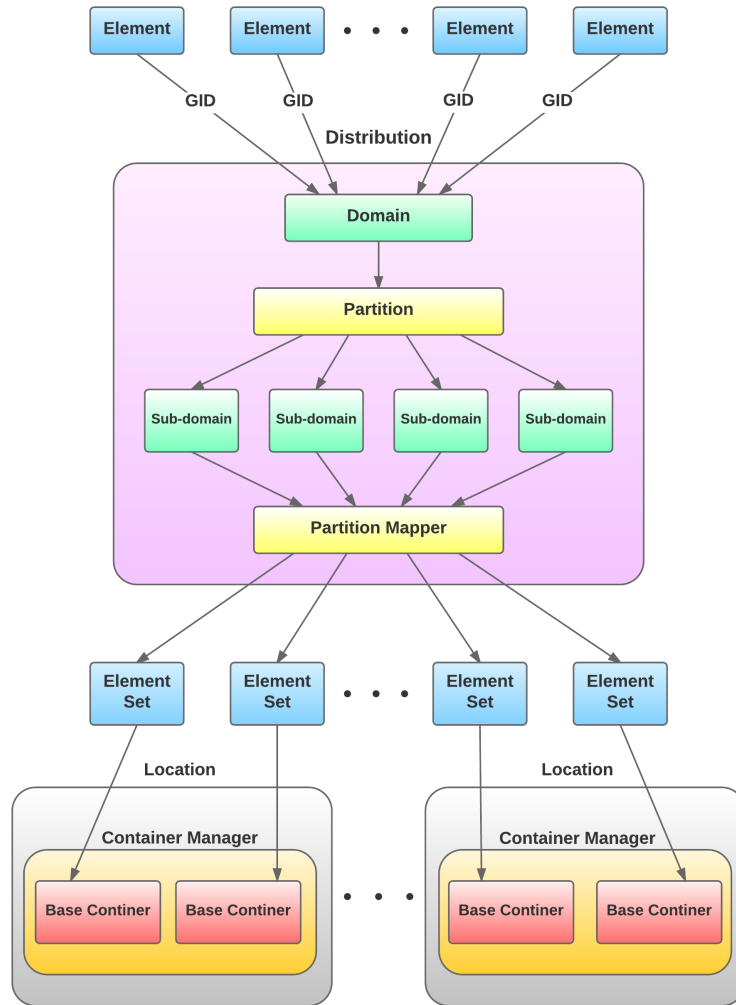 Element
Element
Element
Element
GID
GID
GID
GID
Distribution
Domain
Partition
Sub-domain
Sub-domain
Sub-domain
Sub-domain
Partition Mapper
Element
Set
Element
Set
Element
Set
Element
Set
Location
Location
Container Manager
Container Manager
Base Continer
Base Continer
Base Continer
Base Continer